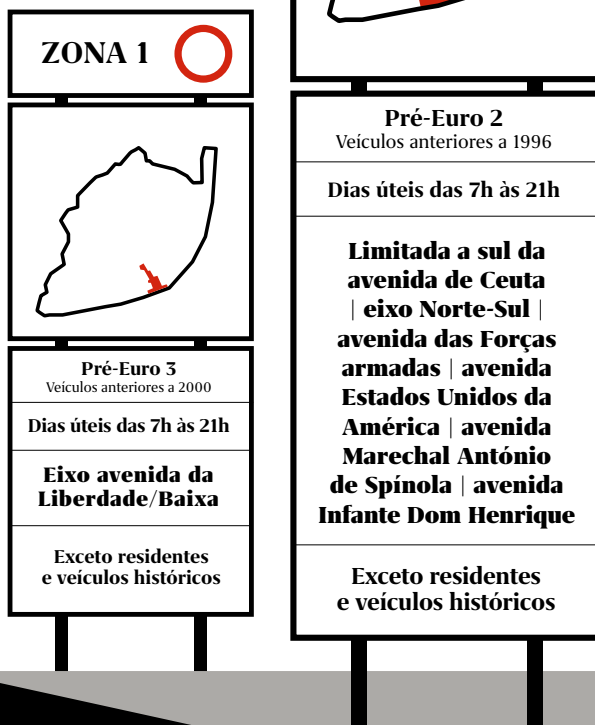 ZONA 1
Pré-Euro 3
Veículos anteriores a 2000
Dias úteis das 7h às 21h
Eixo avenida da
Liberdade/Baixa
Exceto residentes
e veículos históricos
Pré-Euro 2
Veículos anteriores a 1996
Dias úteis das 7h às 21h
Limitada a sul da
avenida de Ceuta
| eixo Norte-Sul |
avenida das Forças
armadas | avenida
Estados Unidos da
América | avenida
Marechal António
de Spínola | avenida
Infante Dom Henrique
Exceto residentes
e veículos históricos